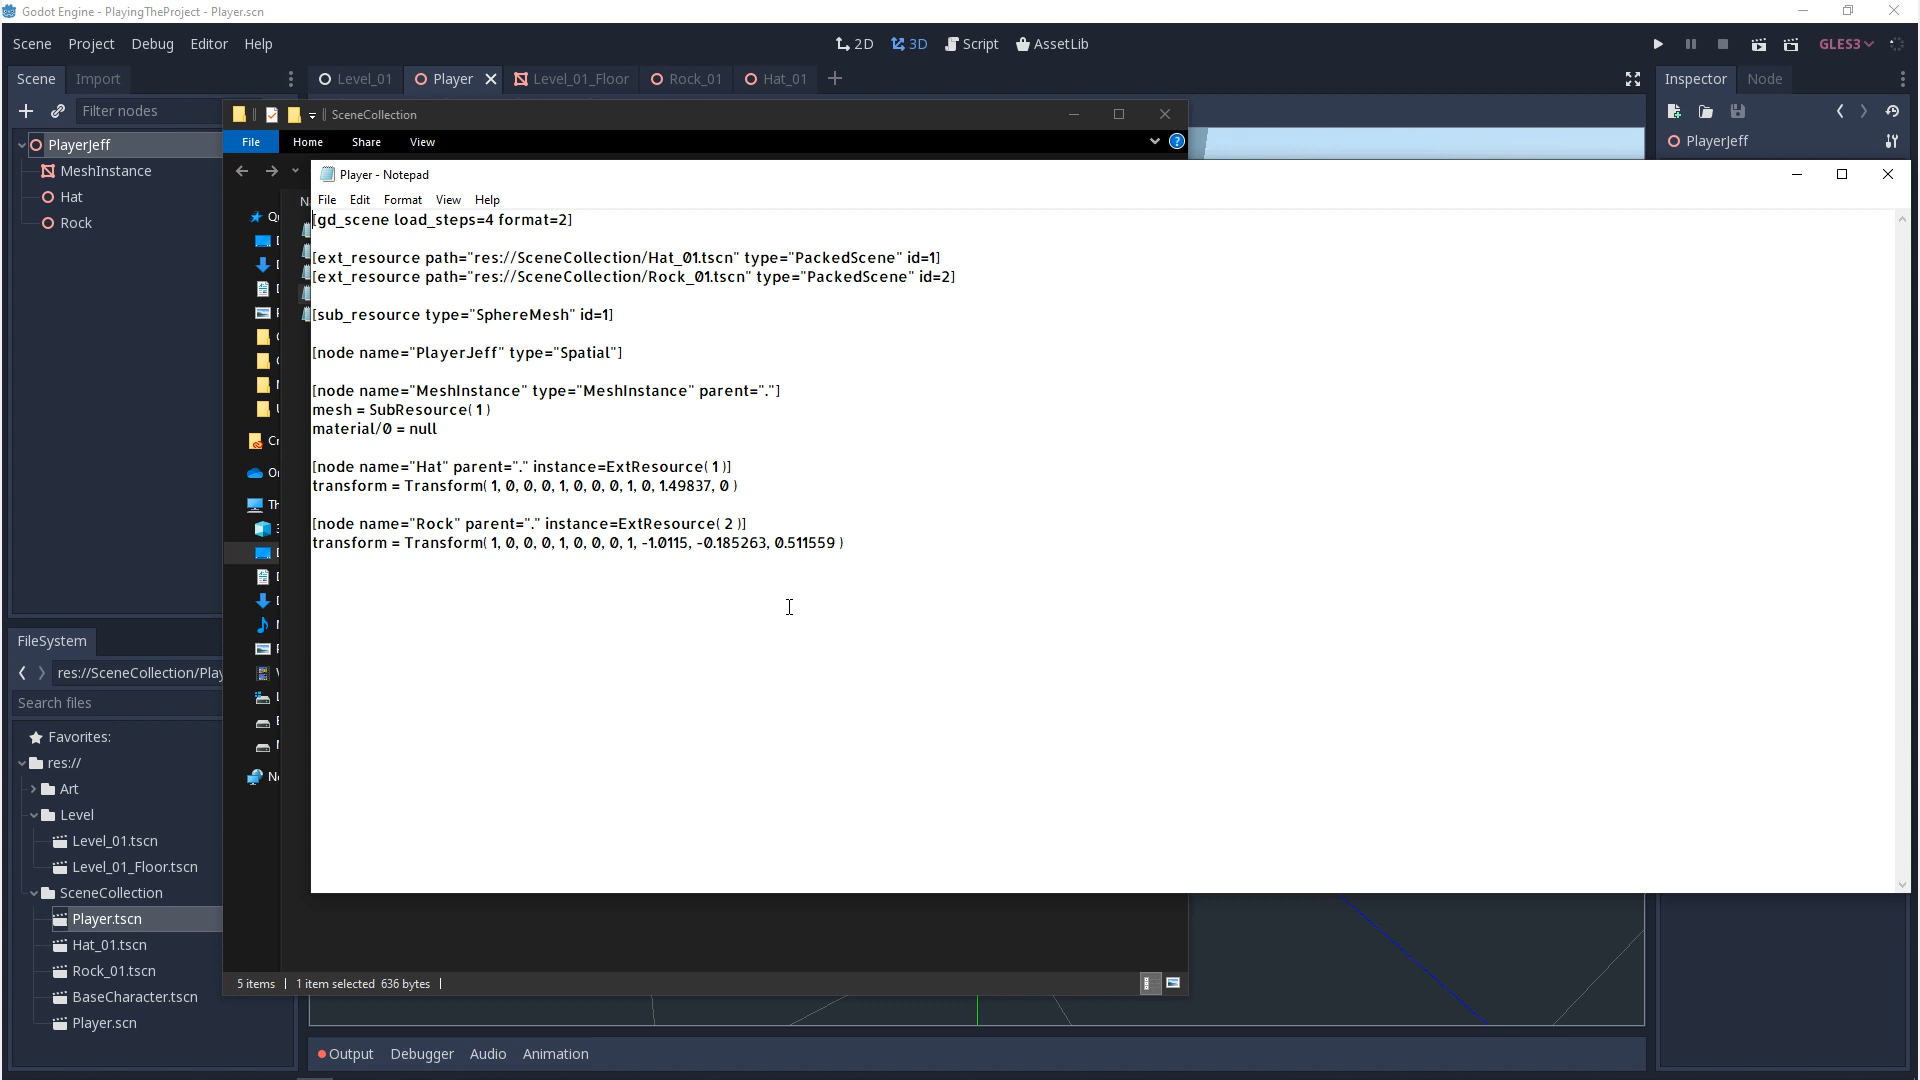 Godot Engine - PlayingTheProject - Player.scn
Scene Project Debug Editor Help
2D 3D Script AssetLib
GLES3
Scene Import
Level_01 Player Level_01_Floor Rock_01 Hat_01
Inspector Node
Filter nodes
PlayerJeff
PlayerJeff
MeshInstance
Hat
Rock
SceneCollection
File Home Share View
Player - Notepad
File Edit Format View Help
[gd_scene load_steps=4 format=2]
[ext_resource path="res://SceneCollection/Hat_01.tscn" type="PackedScene" id=1]
[ext_resource path="res://SceneCollection/Rock_01.tscn" type="PackedScene" id=2]
[sub_resource type="SphereMesh" id=1]
[node name="PlayerJeff" type="Spatial"]
[node name="MeshInstance" type="MeshInstance" parent="."]
mesh = SubResource( 1 )
material/0 = null
[node name="Hat" parent="." instance=ExtResource( 1 )]
transform = Transform( 1, 0, 0, 0, 1, 0, 0, 0, 1, 0, 1.49837, 0 )
[node name="Rock" parent="." instance=ExtResource( 2 )]
transform = Transform( 1, 0, 0, 0, 1, 0, 0, 0, 1, -1.0115, -0.185263, 0.511559 )
FileSystem
res://SceneCollection/Play
Search files
Favorites:
res://
Art
Level
Level_01.tscn
Level_01_Floor.tscn
SceneCollection
Player.tscn
Hat_01.tscn
Rock_01.tscn
BaseCharacter.tscn
Player.scn
5 items 1 item selected 636 bytes
Output Debugger Audio Animation